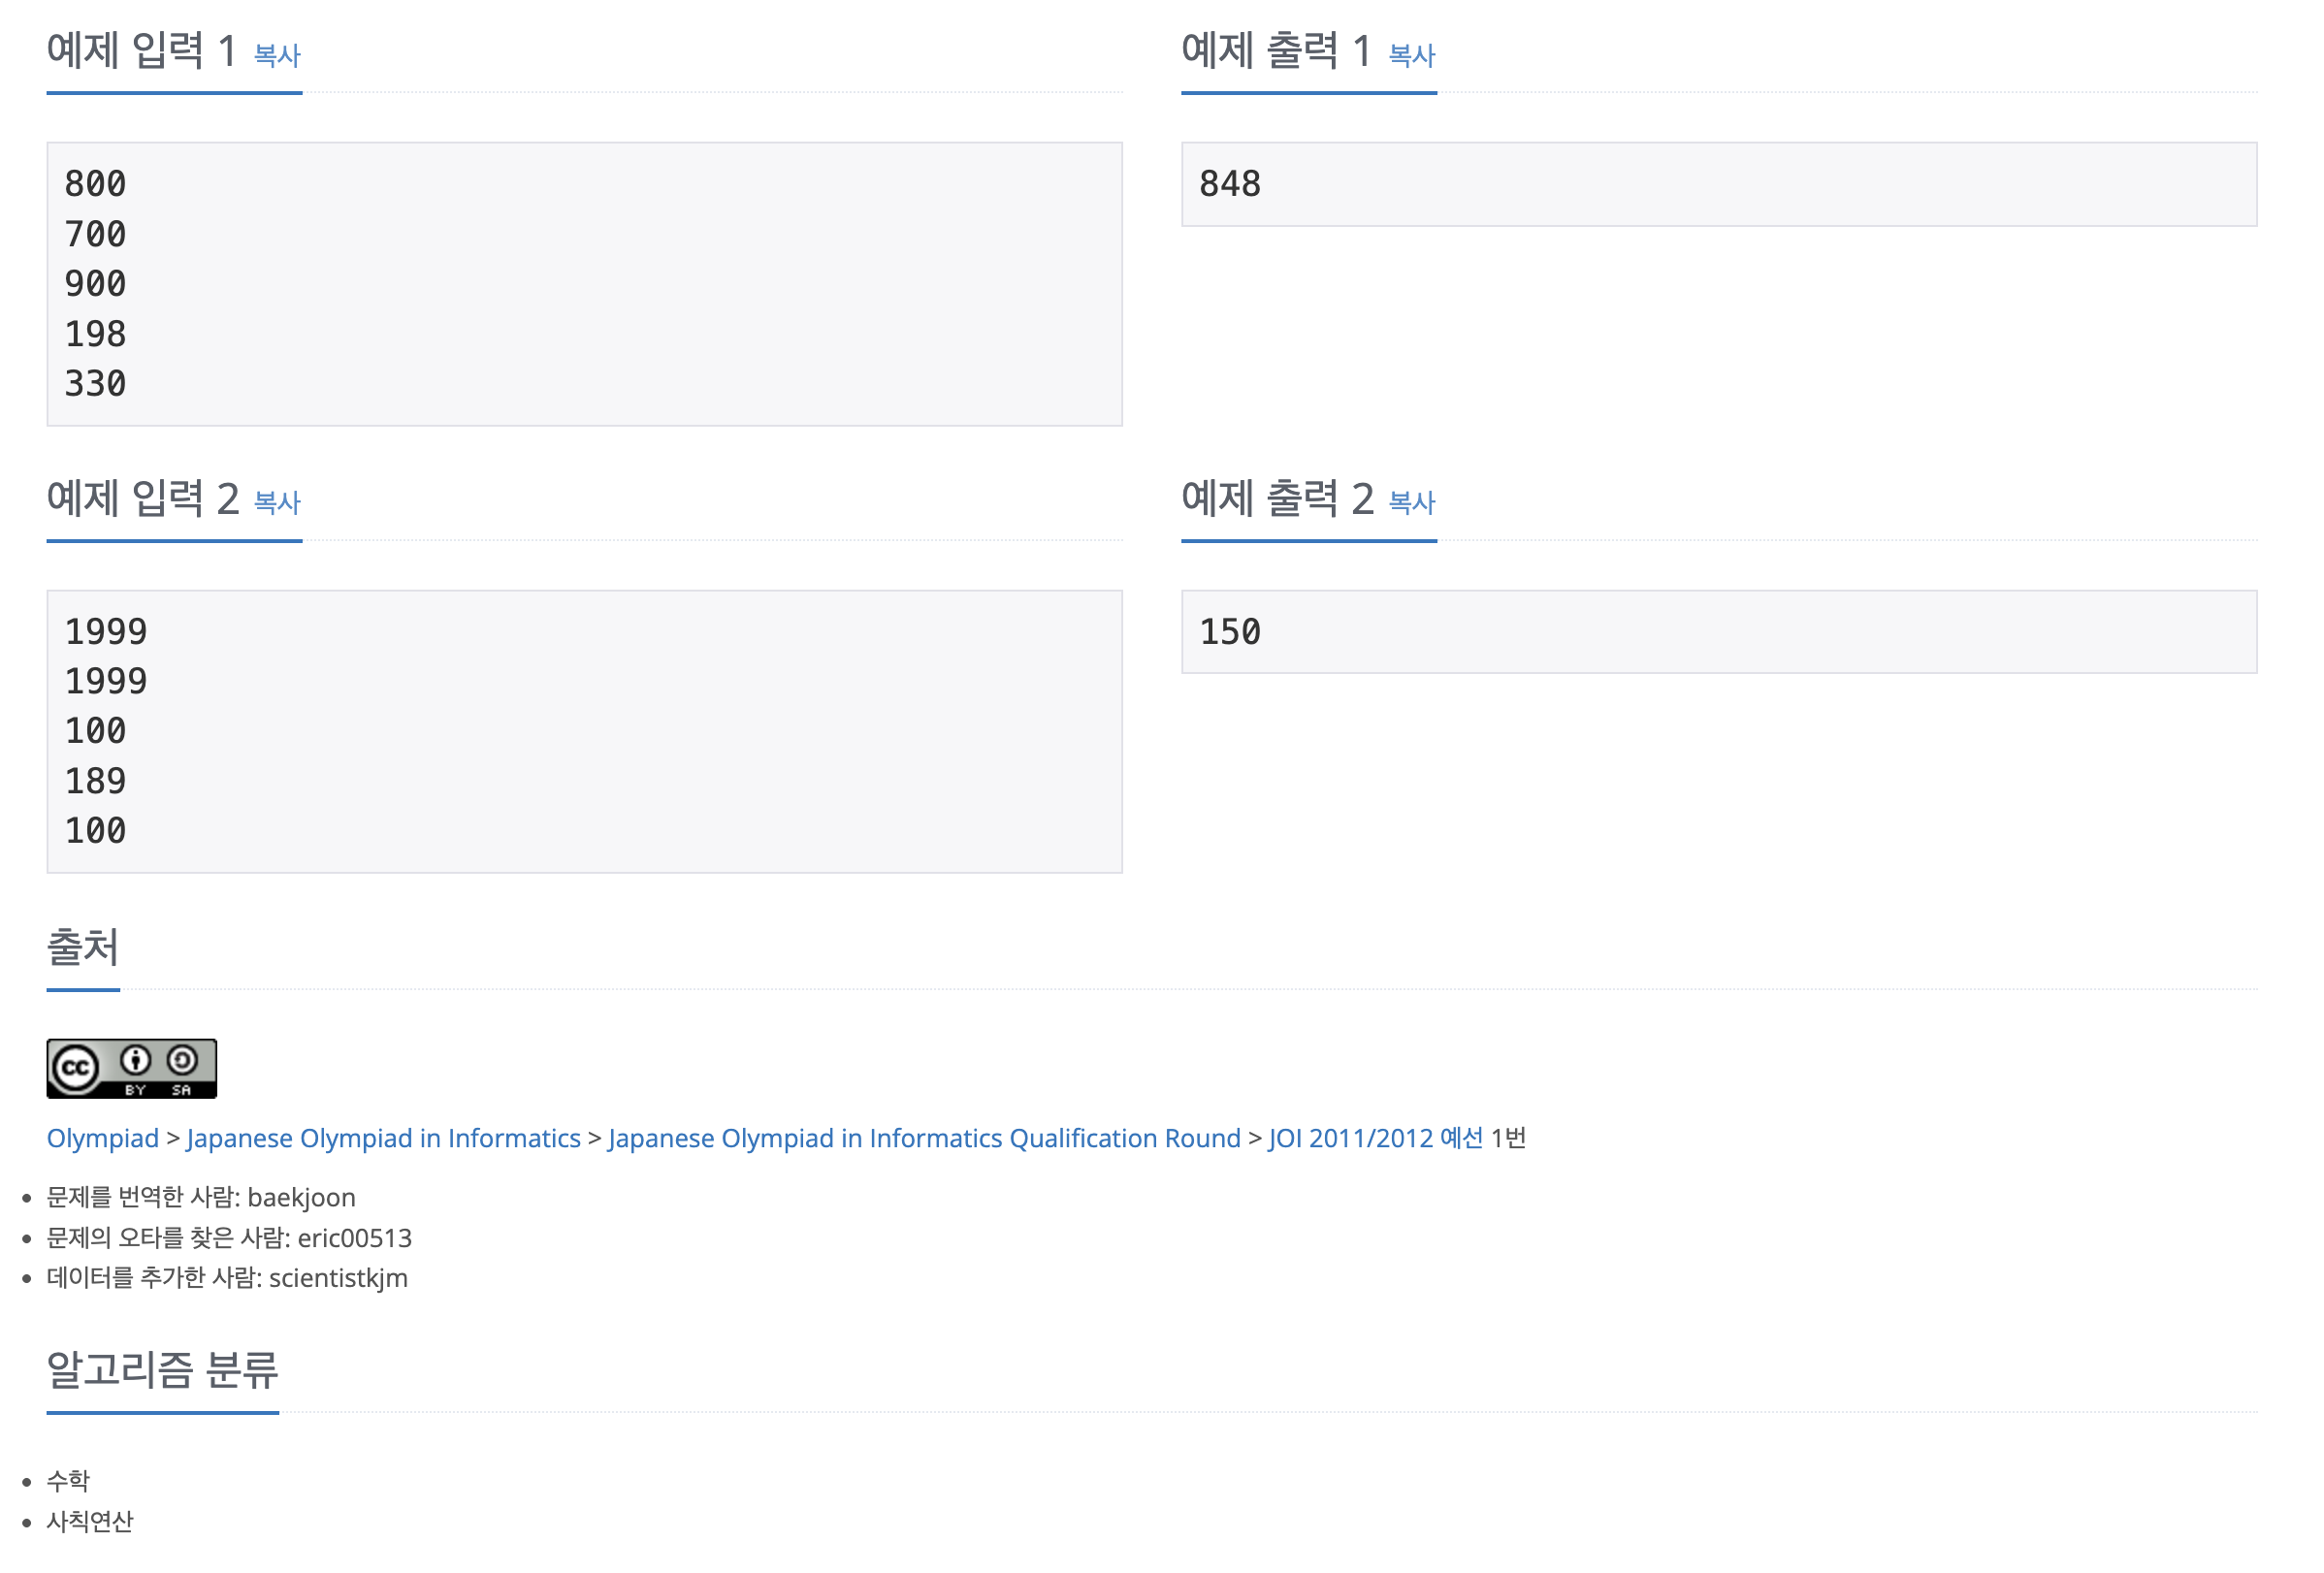 예제 입력 1 복사
800
700
900
198
330
예제 출력 1 복사
848
예제 입력 2 복사
1999
1999
100
189
100
예제 출력 2 복사
150
출처
cc BY SA
Olympiad > Japanese Olympiad in Informatics > Japanese Olympiad in Informatics Qualification Round > JOI 2011/2012 예선 1번
문제를 번역한 사람: baekjoon
문제의 오타를 찾은 사람: eric00513
데이터를 추가한 사람: scientistkjm
알고리즘 분류
수학
사칙연산